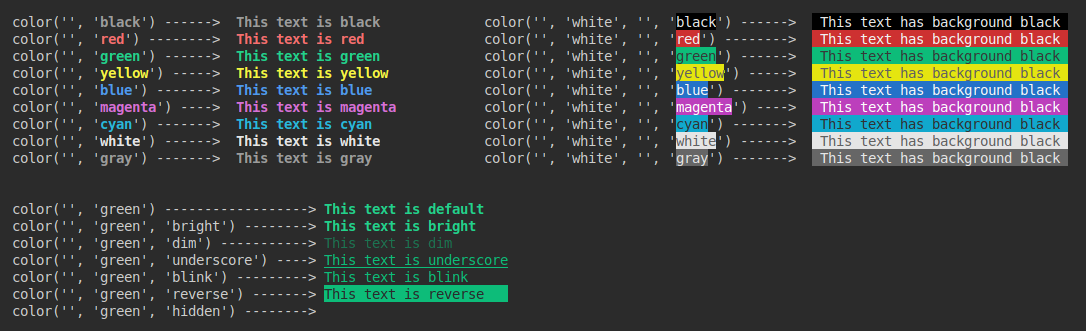 color('', 'black') ------>  This text is black             color('', 'white', '', 'black') ------>   This text has background black
color('', 'red') -------->  This text is red               color('', 'white', '', 'red') -------->   This text has background black
color('', 'green') ------>  This text is green             color('', 'white', '', 'green') ------>   This text has background black
color('', 'yellow') ----->  This text is yellow            color('', 'white', '', 'yellow') ----->   This text has background black
color('', 'blue') ------->  This text is blue              color('', 'white', '', 'blue') ------->   This text has background black
color('', 'magenta') ---->  This text is magenta           color('', 'white', '', 'magenta') ---->   This text has background black
color('', 'cyan') ------->  This text is cyan              color('', 'white', '', 'cyan') ------->   This text has background black
color('', 'white') ------>  This text is white             color('', 'white', '', 'white') ------>   This text has background black
color('', 'gray') ------->  This text is gray              color('', 'white', '', 'gray') ------->   This text has background black
color('', 'green') ------------------> This text is default
color('', 'green', 'bright') --------> This text is bright
color('', 'green', 'dim') -----------> This text is dim
color('', 'green', 'underscore') ----> This text is underscore
color('', 'green', 'blink') ---------> This text is blink
color('', 'green', 'reverse') -------> This text is reverse
color('', 'green', 'hidden') -------->